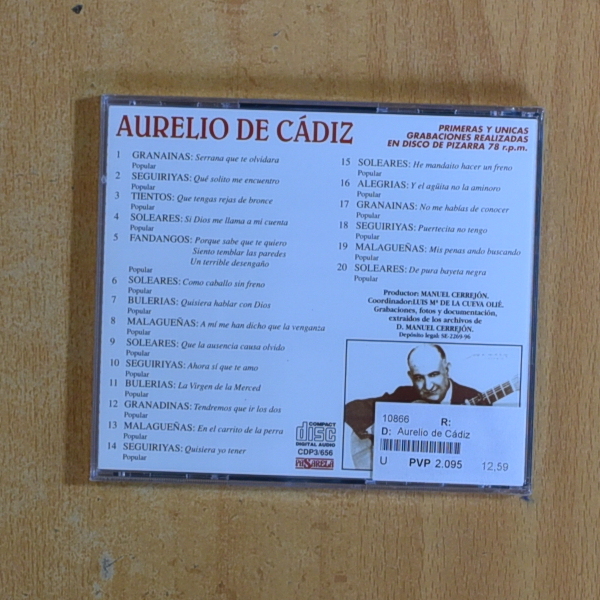 AURELIO DE CÁDIZ
PRIMERAS Y UNICAS
GRABACIONES REALIZADAS
EN DISCO DE PIZARRA 78 r.p.m.
1 GRANAINAS: Serrana que te olvidara
Popular
2 SEGUIRIYAS: Qué solito me encuentro
Popular
3 TIENTOS: Que tengas rejas de bronce
Popular
4 SOLEARES: Si Dios me llama a mi cuenta
Popular
5 FANDANGOS: Porque sabe que te quiero
Siento temblar las paredes
Un terrible desengaño
Popular
6 SOLEARES: Como caballo sin freno
Popular
7 BULERIAS: Quisiera hablar con Dios
Popular
8 MALAGUEÑAS: A mí me han dicho que la venganza
Popular
9 SOLEARES: Que la ausencia causa olvido
Popular
10 SEGUIRIYAS: Ahora sí que te amo
Popular
11 BULERIAS: La Virgen de la Merced
Popular
12 GRANADINAS: Tendremos que ir los dos
Popular
13 MALAGUEÑAS: En el carrito de la perra
Popular
14 SEGUIRIYAS: Quisiera yo tener
Popular
15 SOLEARES: He mandaito hacer un freno
Popular
16 ALEGRIAS: Y el agüita no la aminoro
Popular
17 GRANAINAS: No me habías de conocer
Popular
18 SEGUIRIYAS: Puertecita no tengo
Popular
19 MALAGUEÑAS: Mis penas ando buscando
Popular
20 SOLEARES: De pura bayeta negra
Popular
Productor: MANUEL CERREJÓN.
Coordinador: LUIS Mª DE LA CUEVA OLIÉ.
Grabaciones, fotos y documentación,
extraídos de los archivos de
D. MANUEL CERREJÓN.
Depósito legal: SE-2269-96
COMPACT
disc
DIGITAL AUDIO
CDP3/656
PASARELA
10866 R:
D: Aurelio de Cádiz
U PVP 2.095 12,59